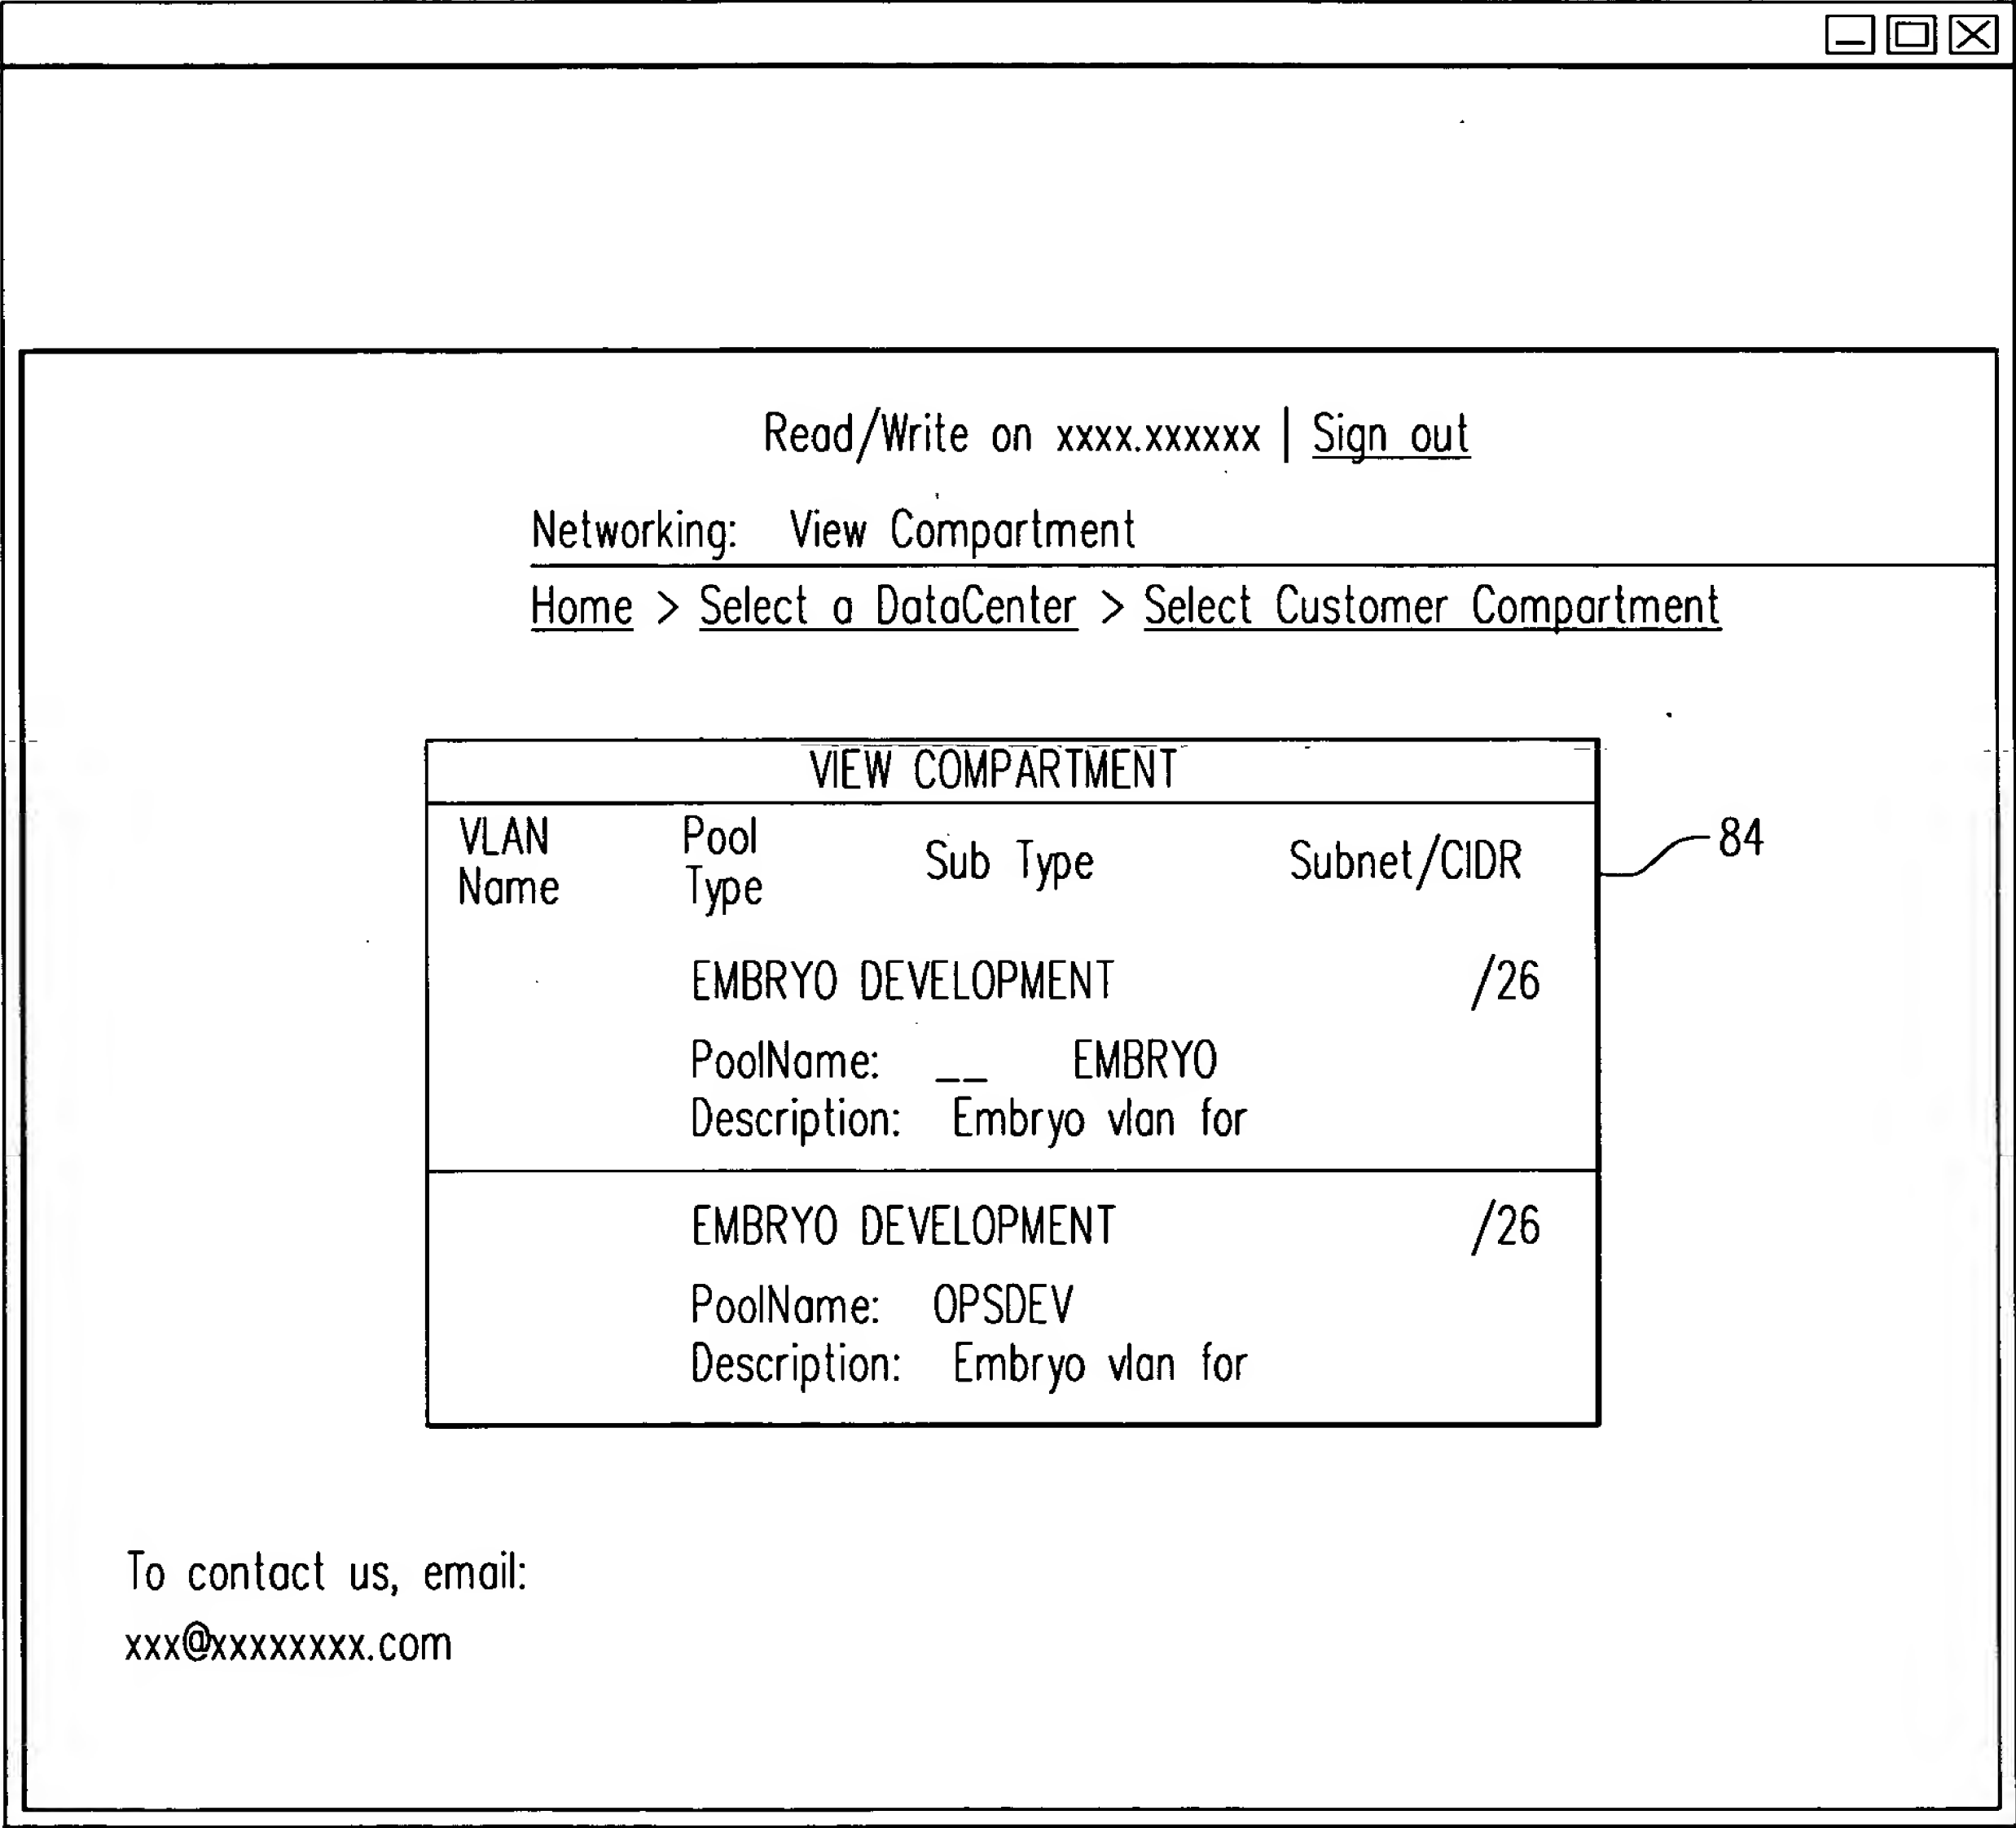 Read/Write on xxxx.xxxxxx | Sign out
Networking: View Compartment
Home > Select a DataCenter > Select Customer Compartment
VIEW COMPARTMENT
VLAN Name Pool Type Sub Type Subnet/CIDR
84
EMBRYO DEVELOPMENT /26
PoolName: __ EMBRYO
Description: Embryo vlan for
EMBRYO DEVELOPMENT /26
PoolName: OPSDEV
Description: Embryo vlan for
To contact us, email:
xxx@xxxxxxxx.com